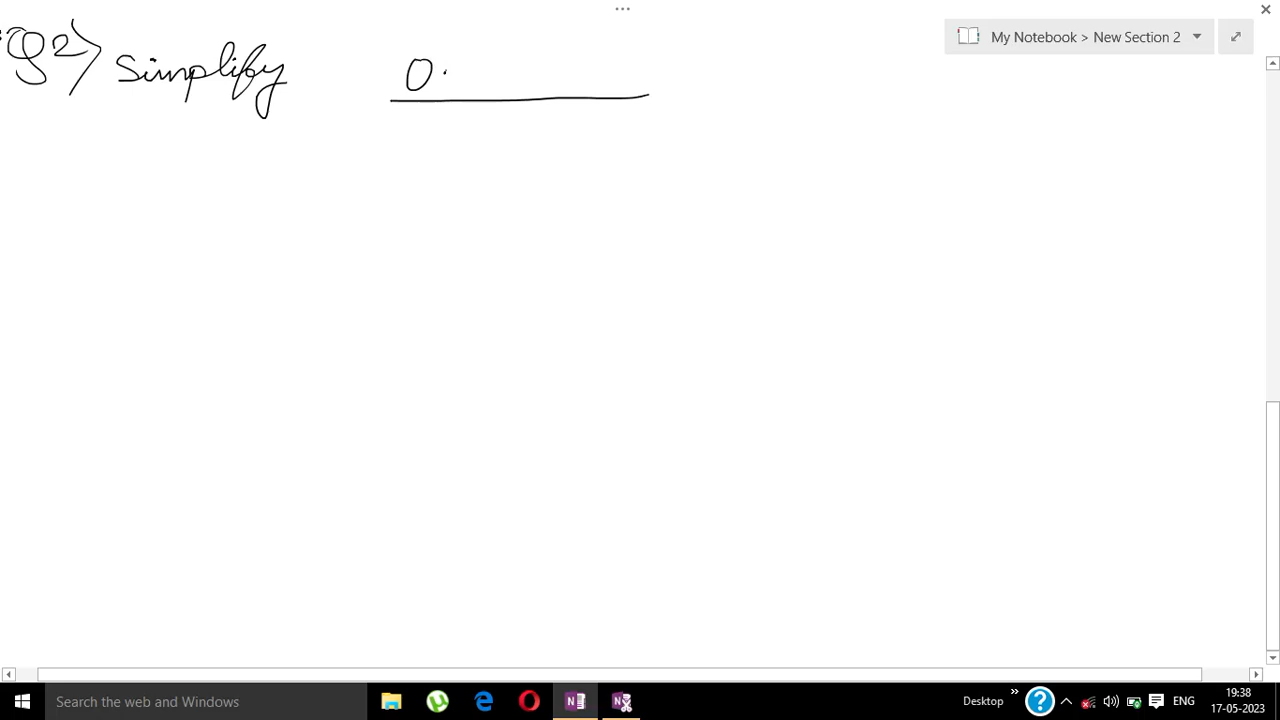 My Notebook > New Section 2
Q2) Simplify 0.
Search the web and Windows
Desktop
ENG
19:38
17-05-2023